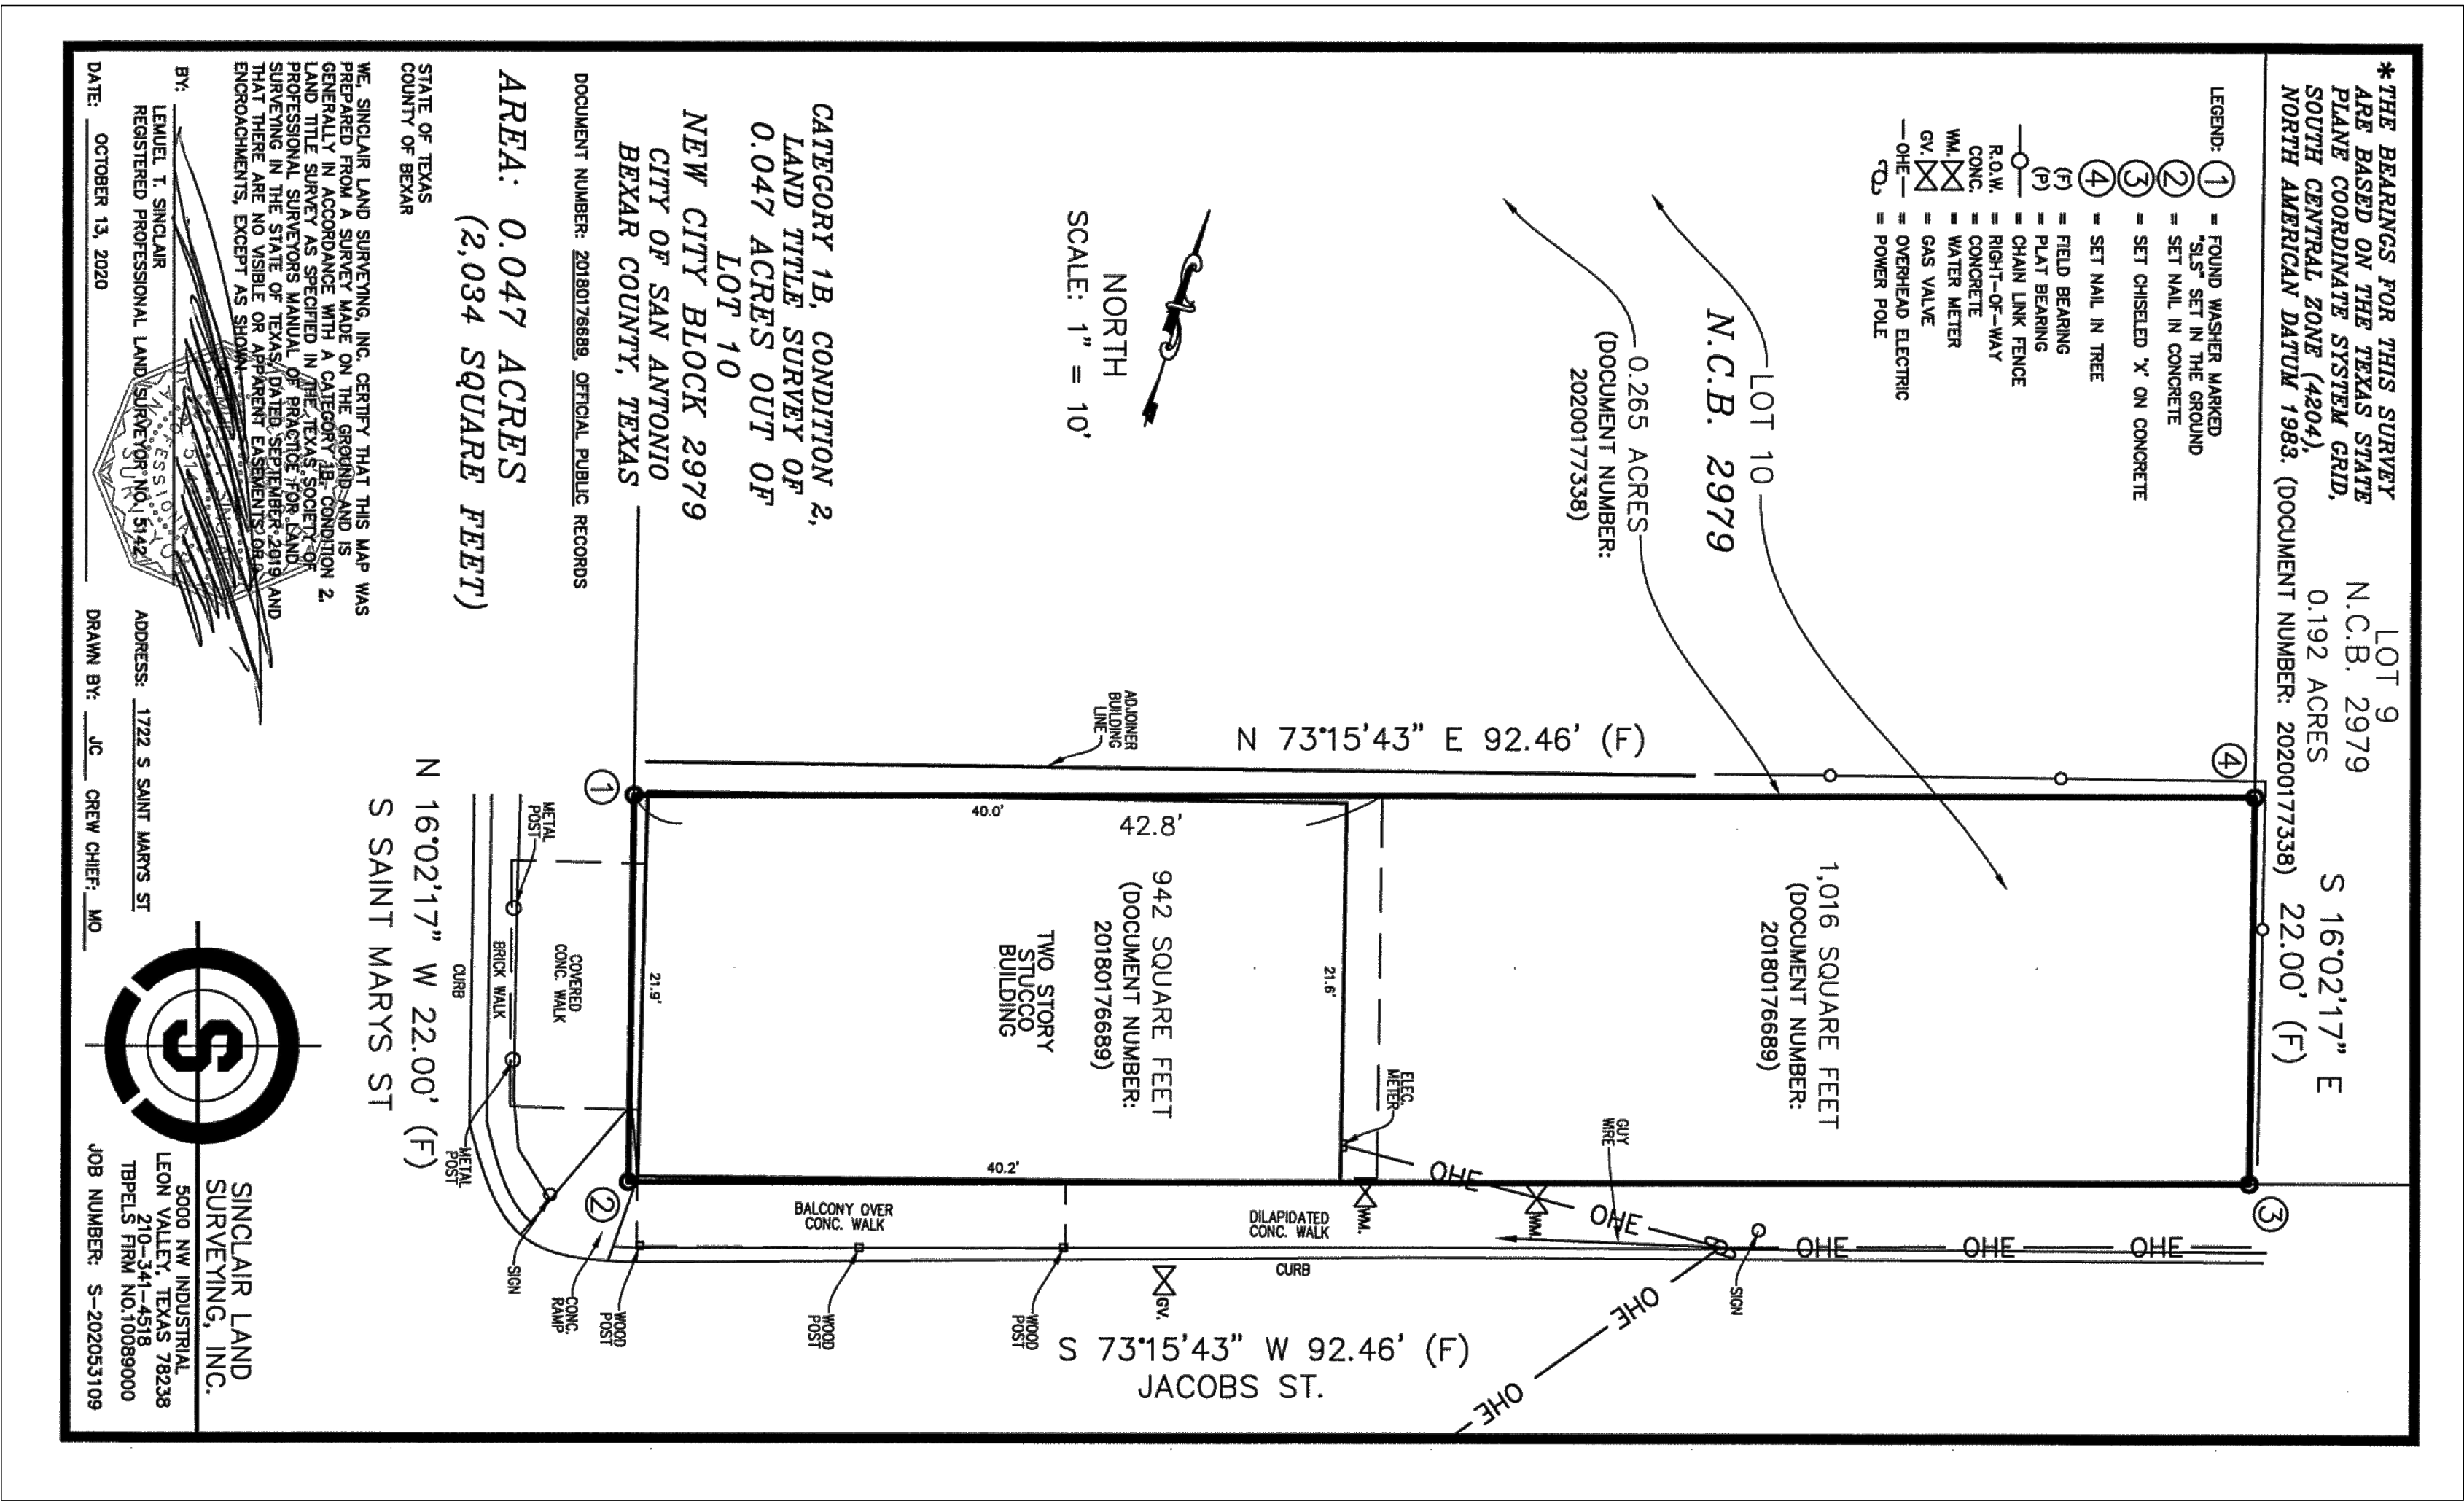 *THE BEARINGS FOR THIS SURVEY
ARE BASED ON THE TEXAS STATE
PLANE COORDINATE SYSTEM GRID,
SOUTH CENTRAL ZONE (4204),
NORTH AMERICAN DATUM 1983.
LOT 9
N.C.B. 2979
0.192 ACRES
(DOCUMENT NUMBER: 20200177338)
S 16°02'17" E
22.00' (F)
LEGEND:
1 = FOUND WASHER MARKED
"SLS" SET IN THE GROUND
2 = SET NAIL IN CONCRETE
3 = SET CHISELED 'X' ON CONCRETE
4 = SET NAIL IN TREE
(F) = FIELD BEARING
(P) = PLAT BEARING
= CHAIN LINK FENCE
R.O.W. = RIGHT-OF-WAY
CONC. = CONCRETE
WM. = WATER METER
GV. = GAS VALVE
—OHE— = OVERHEAD ELECTRIC
= POWER POLE
LOT 10
N.C.B. 2979
0.265 ACRES
(DOCUMENT NUMBER:
20200177338)
NORTH
SCALE: 1" = 10'
N 73°15'43" E 92.46' (F)
ADJOINER
BUILDING
LINE
4
1
3
2
40.0'
42.8'
1,016 SQUARE FEET
(DOCUMENT NUMBER:
20180176689)
942 SQUARE FEET
(DOCUMENT NUMBER:
20180176689)
TWO STORY
STUCCO
BUILDING
21.6'
21.9'
40.2'
ELEC.
METER
GUY
WIRE
OHE
OHE
OHE
OHE
OHE
OHE
OHE
WM.
WM.
GV.
SIGN
DILAPIDATED
CONC. WALK
BALCONY OVER
CONC. WALK
CURB
WOOD
POST
WOOD
POST
WOOD
POST
CONC.
RAMP
SIGN
METAL
POST
METAL
POST
COVERED
CONC. WALK
BRICK WALK
CURB
S 73°15'43" W 92.46' (F)
JACOBS ST.
N 16°02'17" W 22.00' (F)
S SAINT MARYS ST
CATEGORY 1B, CONDITION 2,
LAND TITLE SURVEY OF
0.047 ACRES OUT OF
LOT 10
NEW CITY BLOCK 2979
CITY OF SAN ANTONIO
BEXAR COUNTY, TEXAS
DOCUMENT NUMBER: 20180176689, OFFICIAL PUBLIC RECORDS
AREA: 0.047 ACRES
(2,034 SQUARE FEET)
STATE OF TEXAS
COUNTY OF BEXAR
WE, SINCLAIR LAND SURVEYING, INC. CERTIFY THAT THIS MAP WAS
PREPARED FROM A SURVEY MADE ON THE GROUND AND IS
GENERALLY IN ACCORDANCE WITH A CATEGORY 1B, CONDITION 2,
LAND TITLE SURVEY AS SPECIFIED IN THE TEXAS SOCIETY OF
PROFESSIONAL SURVEYORS MANUAL OF PRACTICE FOR LAND
SURVEYING IN THE STATE OF TEXAS, DATED SEPTEMBER 2019 AND
THAT THERE ARE NO VISIBLE OR APPARENT EASEMENTS OR
ENCROACHMENTS, EXCEPT AS SHOWN.
BY:
LEMUEL T. SINCLAIR
REGISTERED PROFESSIONAL LAND SURVEYOR NO. 5142
DATE: OCTOBER 13, 2020
ADDRESS: 1722 S SAINT MARYS ST
DRAWN BY: JC CREW CHIEF: MO
S
SINCLAIR LAND
SURVEYING, INC.
5000 NW INDUSTRIAL
LEON VALLEY, TEXAS 78238
210-341-4518
TBPELS FIRM NO.10089000
JOB NUMBER: S-202053109